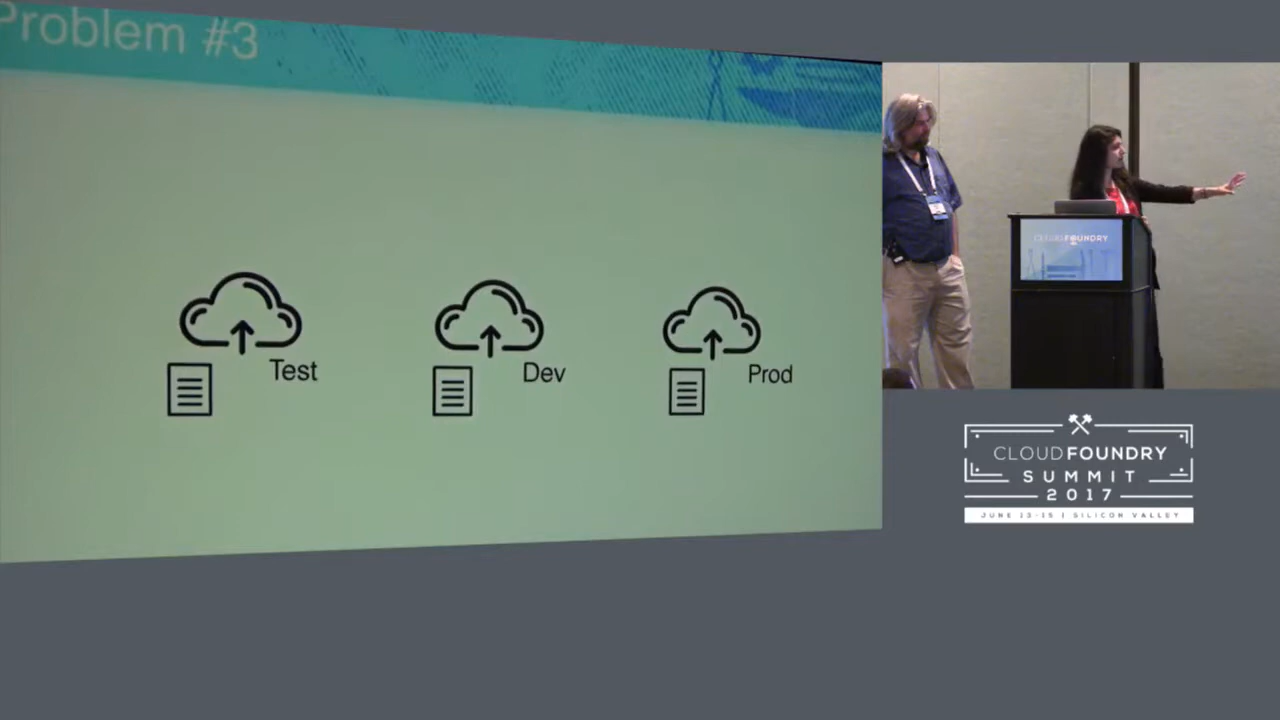 Problem #3
Test
Dev
Prod
CLOUDFOUNDRY
CLOUDFOUNDRY
SUMMIT
2017
JUNE 13-15 | SILICON VALLEY